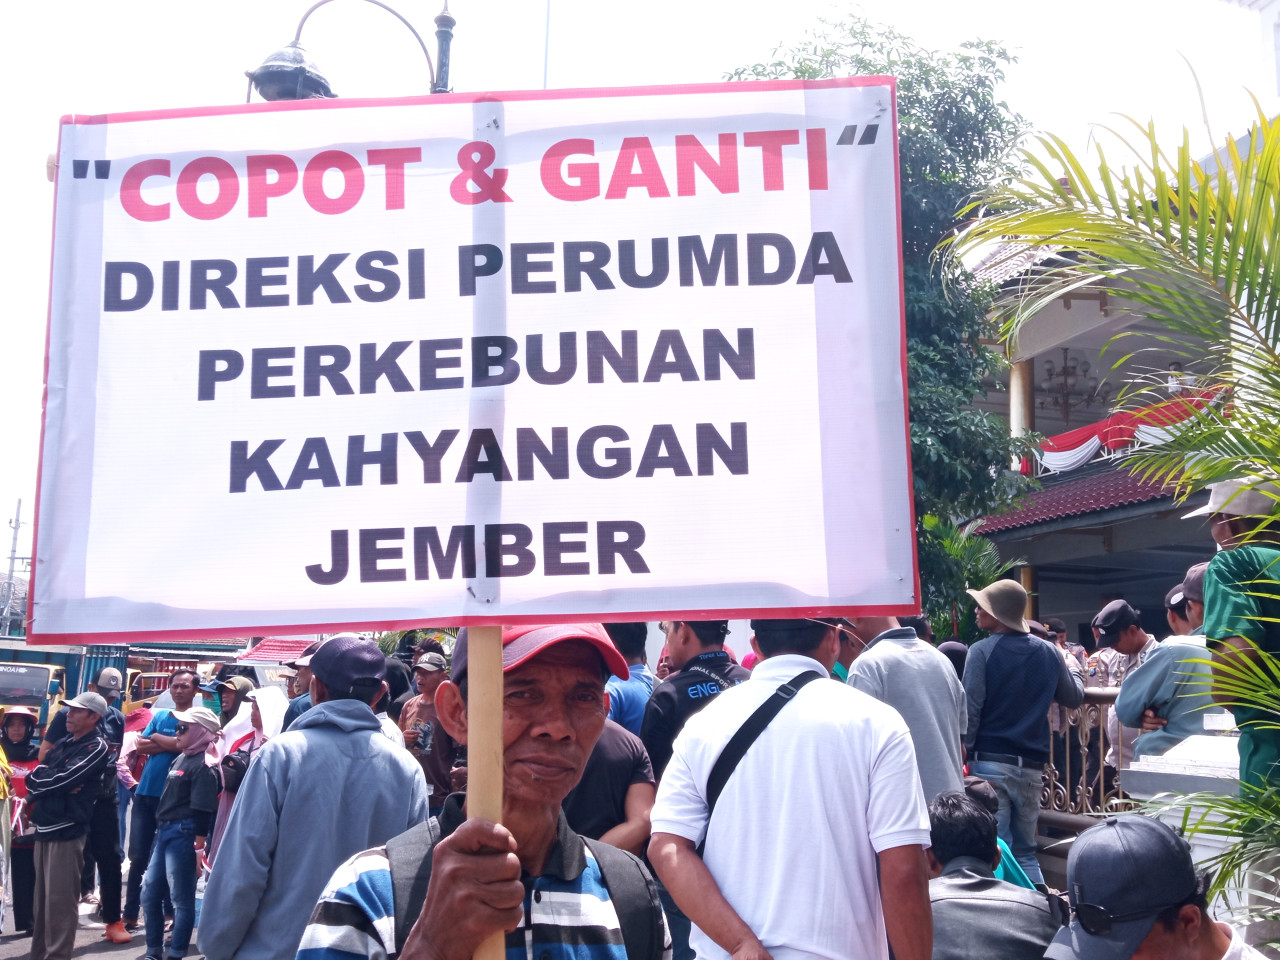 "COPOT & GANTI"
DIREKSI PERUMDA
PERKEBUNAN
KAHYANGAN
JEMBER